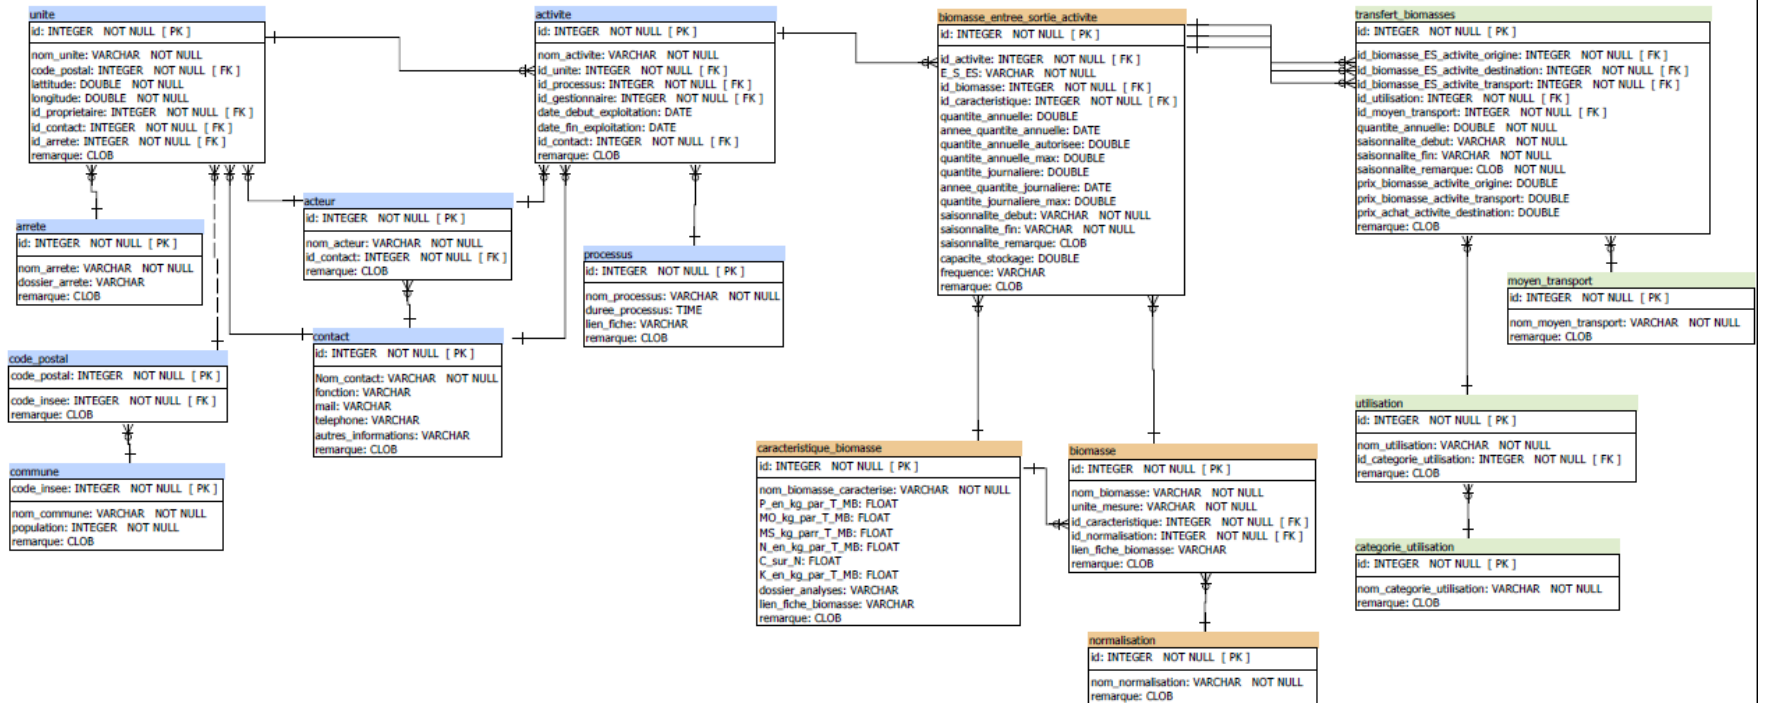 unite
id: INTEGER NOT NULL [ PK ]
nom_unite: VARCHAR NOT NULL
code_postal: INTEGER NOT NULL [ FK ]
lattitude: DOUBLE NOT NULL
longitude: DOUBLE NOT NULL
id_proprietaire: INTEGER NOT NULL [ FK ]
id_contact: INTEGER NOT NULL [ FK ]
id_arrete: INTEGER NOT NULL [ FK ]
remarque: CLOB
activite
id: INTEGER NOT NULL [ PK ]
nom_activite: VARCHAR NOT NULL
id_unite: INTEGER NOT NULL [ FK ]
id_processus: INTEGER NOT NULL [ FK ]
id_gestionnaire: INTEGER NOT NULL [ FK ]
date_debut_exploitation: DATE
date_fin_exploitation: DATE
id_contact: INTEGER NOT NULL [ FK ]
remarque: CLOB
biomasse_entree_sortie_activite
id: INTEGER NOT NULL [ PK ]
id_activite: INTEGER NOT NULL [ FK ]
E_S_ES: VARCHAR NOT NULL
id_biomasse: INTEGER NOT NULL [ FK ]
id_caracteristique: INTEGER NOT NULL [ FK ]
quantite_annuelle: DOUBLE
annee_quantite_annuelle: DATE
quantite_annuelle_autorisee: DOUBLE
quantite_annuelle_max: DOUBLE
quantite_journaliere: DOUBLE
annee_quantite_journaliere: DATE
quantite_journaliere_max: DOUBLE
saisonnalite_debut: VARCHAR NOT NULL
saisonnalite_fin: VARCHAR NOT NULL
saisonnalite_remarque: CLOB
capacite_stockage: DOUBLE
frequence: VARCHAR
remarque: CLOB
transfert_biomasses
id: INTEGER NOT NULL [ PK ]
id_biomasse_ES_activite_origine: INTEGER NOT NULL [ FK ]
id_biomasse_ES_activite_destination: INTEGER NOT NULL [ FK ]
id_biomasse_ES_activite_transport: INTEGER NOT NULL [ FK ]
id_utilisation: INTEGER NOT NULL [ FK ]
id_moyen_transport: INTEGER NOT NULL [ FK ]
quantite_annuelle: DOUBLE NOT NULL
saisonnalite_debut: VARCHAR NOT NULL
saisonnalite_fin: VARCHAR NOT NULL
saisonnalite_remarque: CLOB NOT NULL
prix_biomasse_activite_origine: DOUBLE
prix_biomasse_activite_transport: DOUBLE
prix_achat_activite_destination: DOUBLE
remarque: CLOB
arrete
id: INTEGER NOT NULL [ PK ]
nom_arrete: VARCHAR NOT NULL
dossier_arrete: VARCHAR
remarque: CLOB
acteur
id: INTEGER NOT NULL [ PK ]
nom_acteur: VARCHAR NOT NULL
id_contact: INTEGER NOT NULL [ FK ]
remarque: CLOB
processus
id: INTEGER NOT NULL [ PK ]
nom_processus: VARCHAR NOT NULL
duree_processus: TIME
lien_fiche: VARCHAR
remarque: CLOB
moyen_transport
id: INTEGER NOT NULL [ PK ]
nom_moyen_transport: VARCHAR NOT NULL
remarque: CLOB
contact
id: INTEGER NOT NULL [ PK ]
Nom_contact: VARCHAR NOT NULL
fonction: VARCHAR
mail: VARCHAR
telephone: VARCHAR
autres_informations: VARCHAR
remarque: CLOB
code_postal
code_postal: INTEGER NOT NULL [ PK ]
code_insee: INTEGER NOT NULL [ FK ]
remarque: CLOB
commune
code_insee: INTEGER NOT NULL [ PK ]
nom_commune: VARCHAR NOT NULL
population: INTEGER NOT NULL
remarque: CLOB
caracteristique_biomasse
id: INTEGER NOT NULL [ PK ]
nom_biomasse_caracterise: VARCHAR NOT NULL
P_en_kg_par_T_MB: FLOAT
MO_kg_par_T_MB: FLOAT
MS_kg_parr_T_MB: FLOAT
N_en_kg_par_T_MB: FLOAT
C_sur_N: FLOAT
K_en_kg_par_T_MB: FLOAT
dossier_analyses: VARCHAR
lien_fiche_biomasse: VARCHAR
remarque: CLOB
biomasse
id: INTEGER NOT NULL [ PK ]
nom_biomasse: VARCHAR NOT NULL
unite_mesure: VARCHAR NOT NULL
id_caracteristique: INTEGER NOT NULL [ FK ]
id_normalisation: INTEGER NOT NULL [ FK ]
lien_fiche_biomasse: VARCHAR
remarque: CLOB
utilisation
id: INTEGER NOT NULL [ PK ]
nom_utilisation: VARCHAR NOT NULL
id_categorie_utilisation: INTEGER NOT NULL [ FK ]
remarque: CLOB
categorie_utilisation
id: INTEGER NOT NULL [ PK ]
nom_categorie_utilisation: VARCHAR NOT NULL
remarque: CLOB
normalisation
id: INTEGER NOT NULL [ PK ]
nom_normalisation: VARCHAR NOT NULL
remarque: CLOB